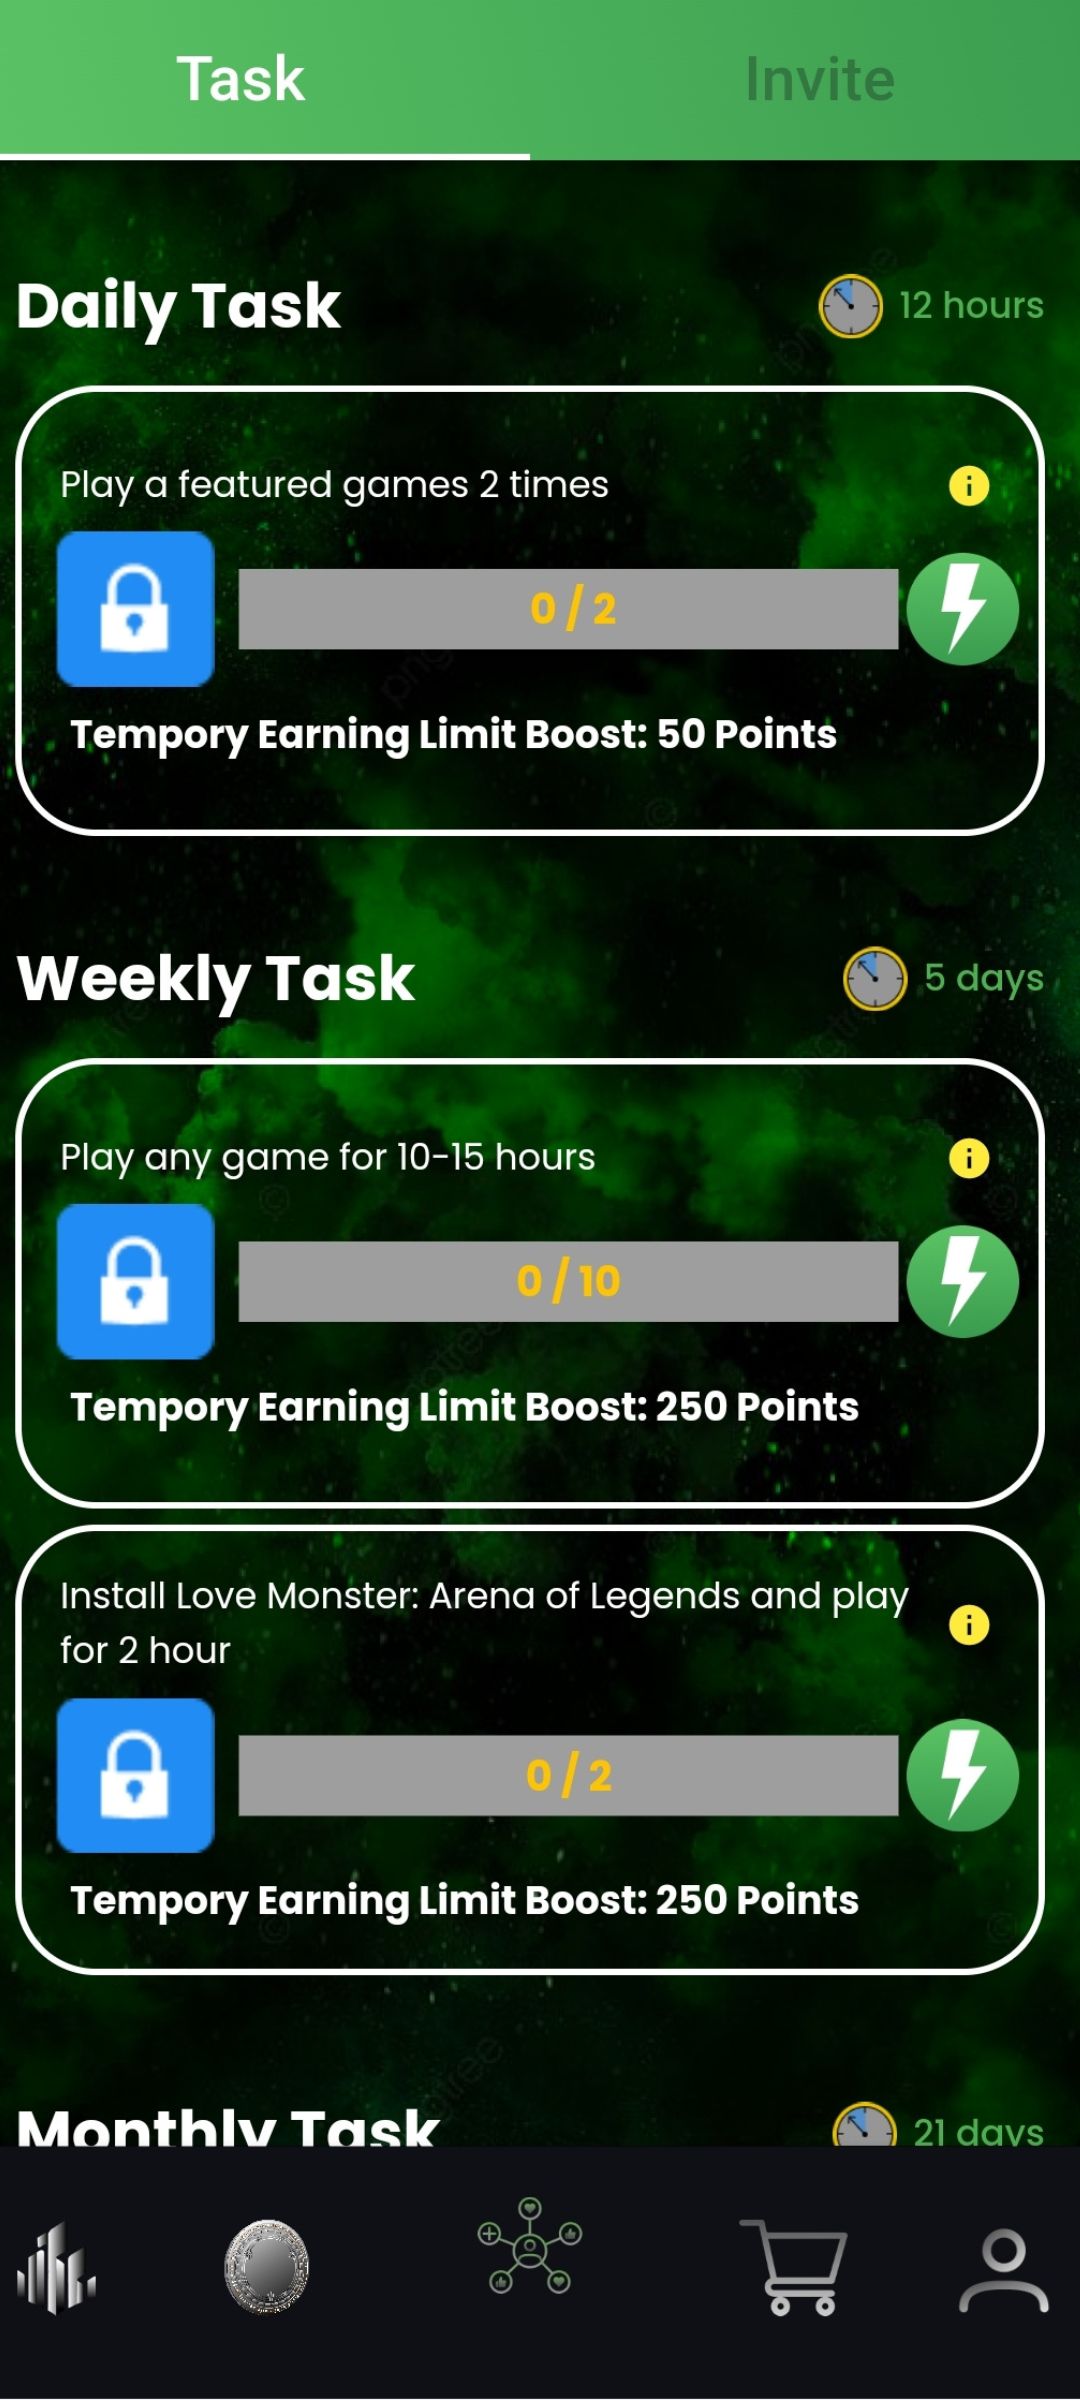 Task
Invite
Daily Task
12 hours
Play a featured games 2 times
i
0 / 2
Tempory Earning Limit Boost: 50 Points
Weekly Task
5 days
Play any game for 10-15 hours
i
0 / 10
Tempory Earning Limit Boost: 250 Points
Install Love Monster: Arena of Legends and play
for 2 hour
i
0 / 2
Tempory Earning Limit Boost: 250 Points
Monthly Task
21 days